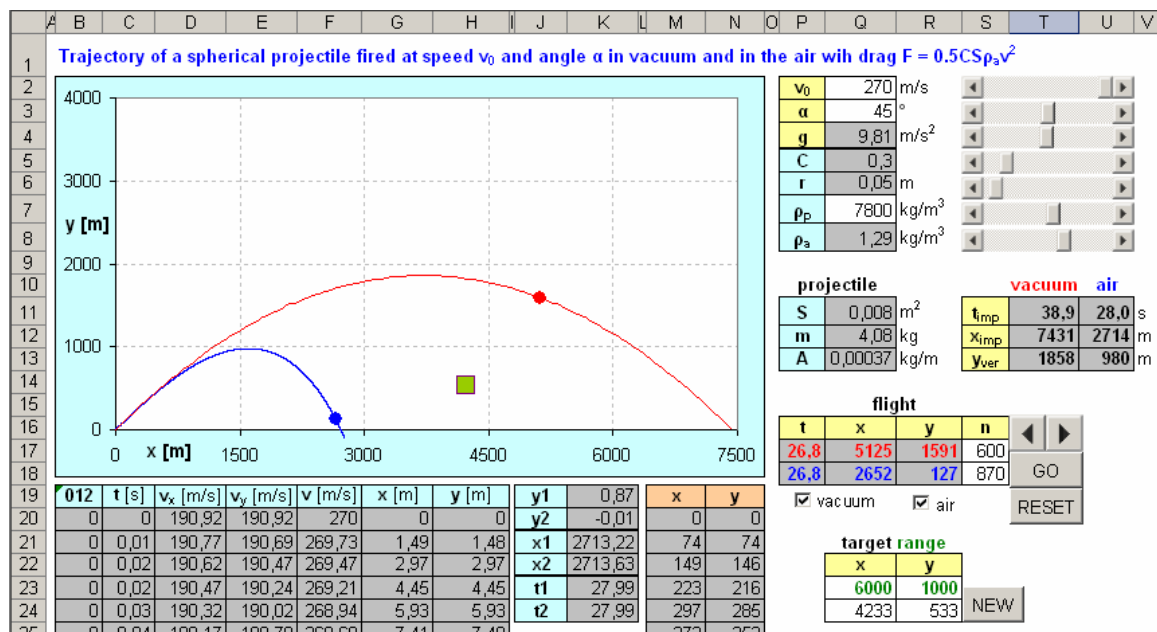 A B C D E F G H I J K L M N O P Q R S T U V
1 Trajectory of a spherical projectile fired at speed v0 and angle α in vacuum and in the air wih drag F = 0.5CSρav²
2 4000 v0 270 m/s
3 α 45 °
4 g 9,81 m/s²
5 3000 C 0,3
6 r 0,05 m
7 y [m] ρp 7800 kg/m³
8 ρa 1,29 kg/m³
9 2000
10 projectile vacuum air
11 S 0,008 m² timp 38,9 28,0 s
12 1000 m 4,08 kg ximp 7431 2714 m
13 A 0,00037 kg/m yver 1858 980 m
14
15 flight
16 0 t x y n
17 0 x [m] 1500 3000 4500 6000 7500 26,8 5125 1591 600
18 26,8 2652 127 870 GO
19 012 t [s] vx [m/s] vy [m/s] v [m/s] x [m] y [m] y1 0,87 x y vacuum air
20 0 0 190,92 190,92 270 0 0 y2 -0,01 0 0 RESET
21 0 0,01 190,77 190,69 269,73 1,49 1,48 x1 2713,22 74 74 target range
22 0 0,02 190,62 190,47 269,47 2,97 2,97 x2 2713,63 149 146 x y
23 0 0,02 190,47 190,24 269,21 4,45 4,45 t1 27,99 223 216 6000 1000
24 0 0,03 190,32 190,02 268,94 5,93 5,93 t2 27,99 297 285 4233 533 NEW